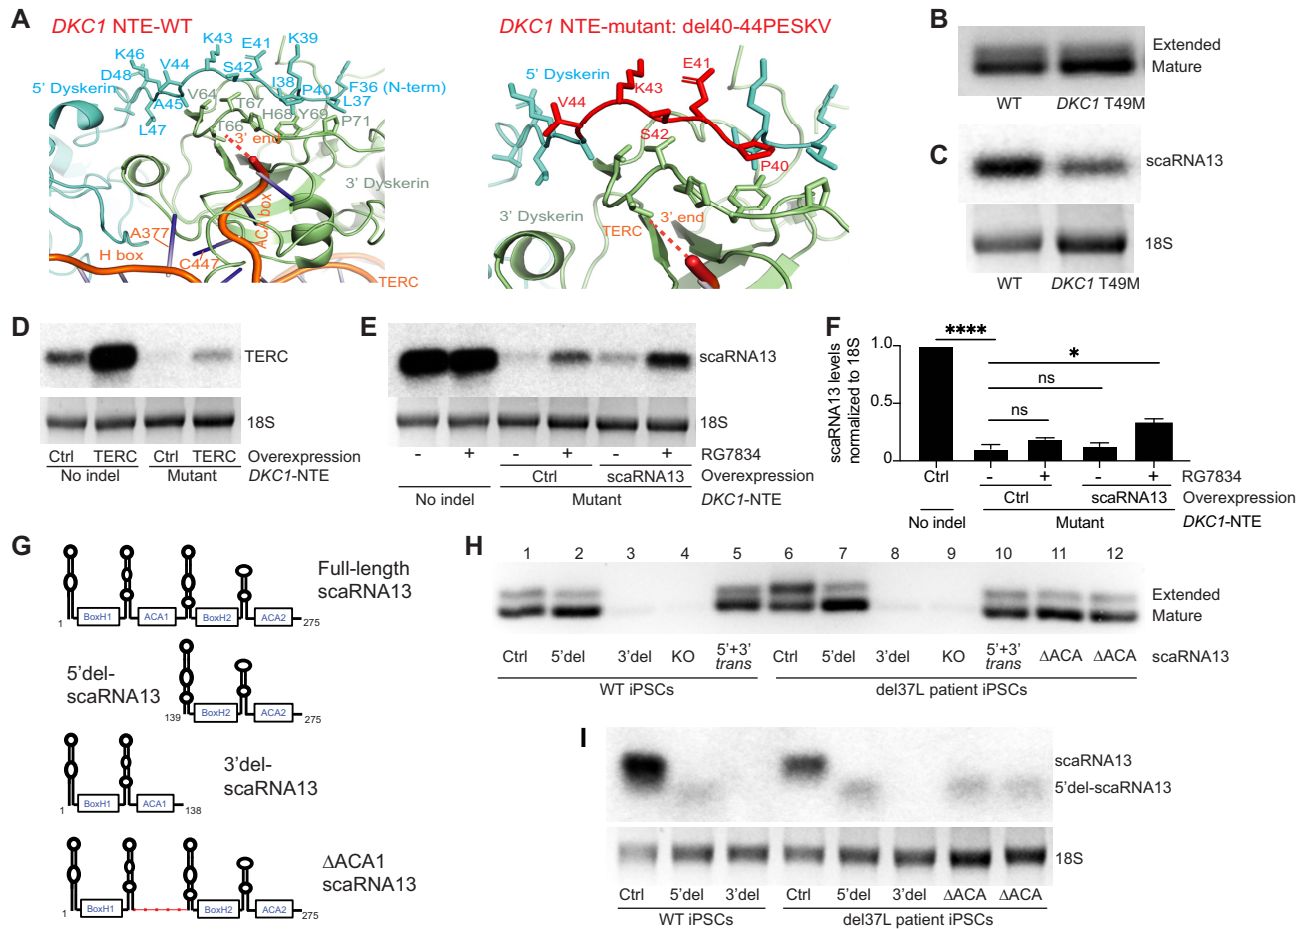 A
DKC1 NTE-WT
K43
K39
E41
K46
V44
S42
D48
I38
5' Dyskerin
P40
F36 (N-term)
V64
T67
A45
L37
H68
Y69
L47
T66
P71
3' end
3' Dyskerin
ACA box
A377
H box
C447
TERC
DKC1 NTE-mutant: del40-44PESKV
E41
5' Dyskerin
K43
V44
S42
P40
3' Dyskerin
3' end
TERC
B
Extended
Mature
WT
DKC1 T49M
C
scaRNA13
18S
WT
DKC1 T49M
D
TERC
18S
Ctrl TERC Ctrl TERC Overexpression
No indel Mutant DKC1-NTE
E
scaRNA13
18S
- + - + - + RG7834
Ctrl scaRNA13 Overexpression
No indel Mutant DKC1-NTE
F
scaRNA13 levels
normalized to 18S
1.0
0.5
0
****
*
ns
ns
Ctrl - + - + RG7834
Ctrl scaRNA13 Overexpression
No indel Mutant DKC1-NTE
G
Full-length
scaRNA13
1 BoxH1 ACA1 BoxH2 ACA2 275
5'del-
scaRNA13
139 BoxH2 ACA2 275
3'del-
scaRNA13
1 BoxH1 ACA1 138
ΔACA1
scaRNA13
1 BoxH1 BoxH2 ACA2 275
H
1 2 3 4 5 6 7 8 9 10 11 12
Extended
Mature
Ctrl 5'del 3'del KO 5'+3' trans Ctrl 5'del 3'del KO 5'+3' trans ΔACA ΔACA scaRNA13
WT iPSCs del37L patient iPSCs
I
scaRNA13
5'del-scaRNA13
18S
Ctrl 5'del 3'del Ctrl 5'del 3'del ΔACA ΔACA
WT iPSCs del37L patient iPSCs